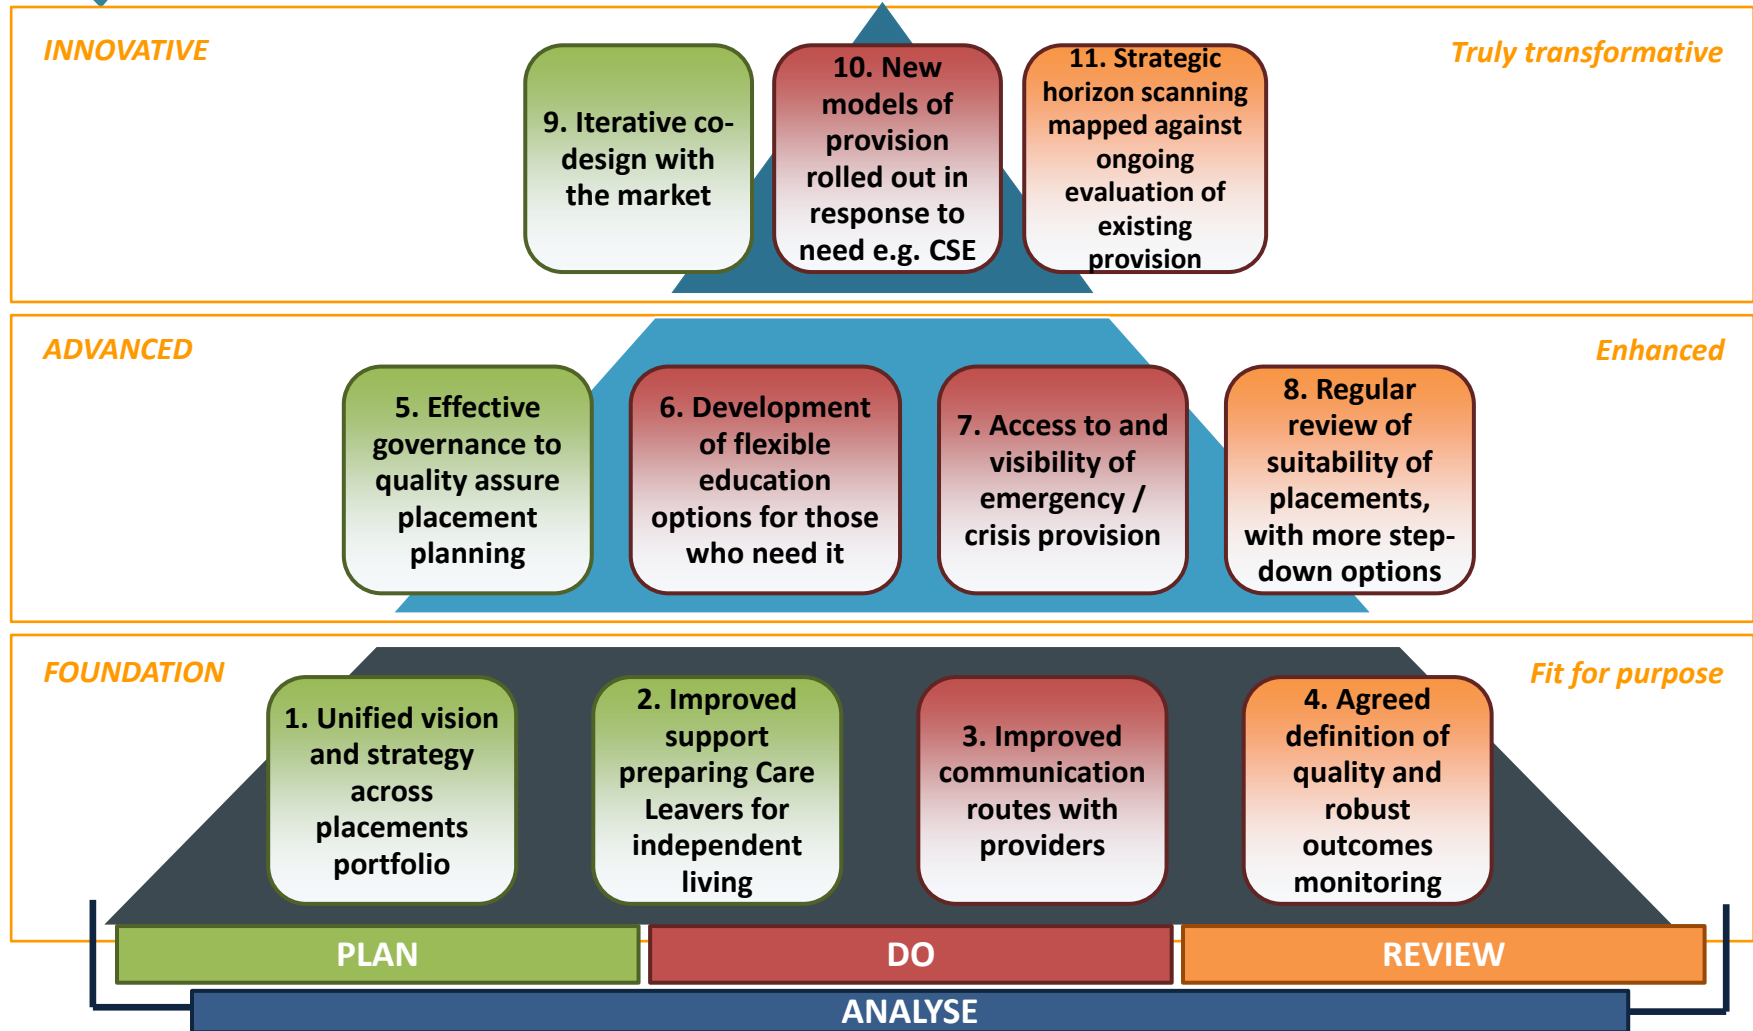 INNOVATIVE
Truly transformative
9. Iterative co-
design with
the market
10. New
models of
provision
rolled out in
response to
need e.g. CSE
11. Strategic
horizon scanning
mapped against
ongoing
evaluation of
existing
provision
ADVANCED
Enhanced
5. Effective
governance to
quality assure
placement
planning
6. Development
of flexible
education
options for those
who need it
7. Access to and
visibility of
emergency /
crisis provision
8. Regular
review of
suitability of
placements,
with more step-
down options
FOUNDATION
Fit for purpose
1. Unified vision
and strategy
across
placements
portfolio
2. Improved
support
preparing Care
Leavers for
independent
living
3. Improved
communication
routes with
providers
4. Agreed
definition of
quality and
robust
outcomes
monitoring
PLAN
DO
REVIEW
ANALYSE